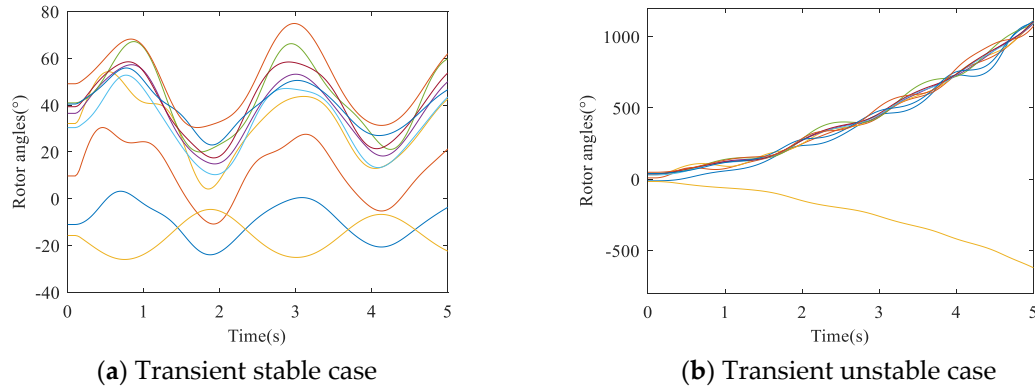 80
60
40
20
0
-20
-40
Rotor angles(°)
0 1 2 3 4 5
Time(s)
(a) Transient stable case
1000
500
0
-500
Rotor angles(°)
0 1 2 3 4 5
Time(s)
(b) Transient unstable case